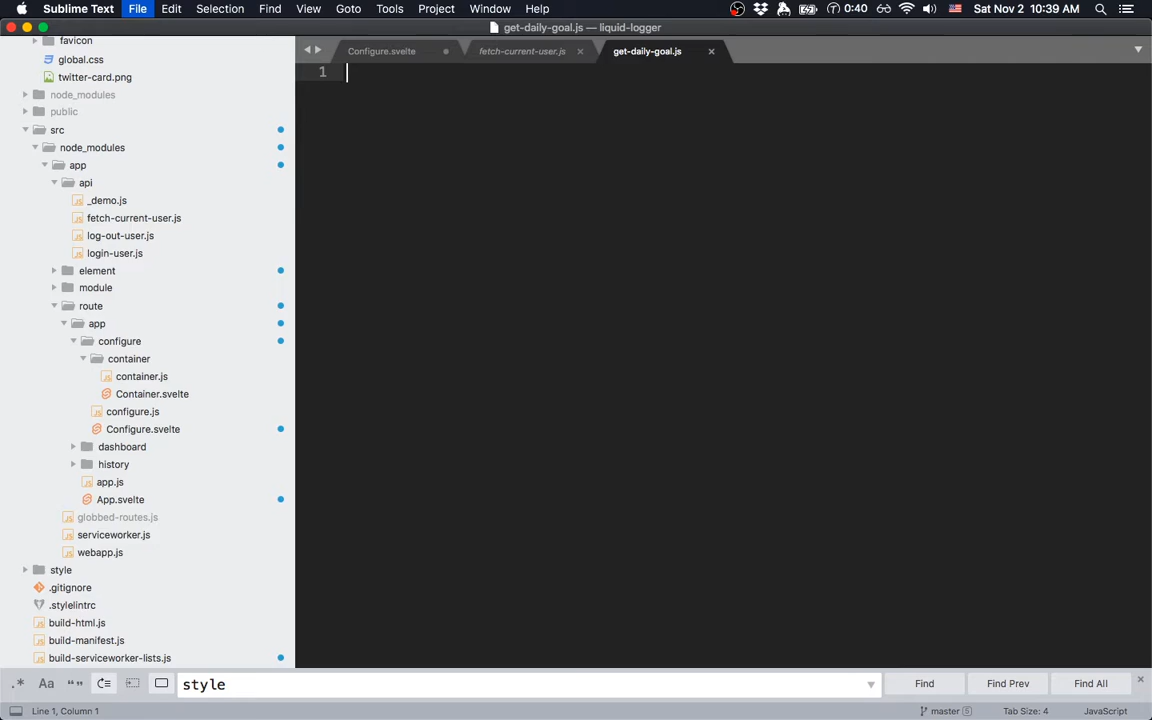 Sublime Text File Edit Selection Find View Goto Tools Project Window Help 0:40 Sat Nov 2 10:39 AM
get-daily-goal.js — liquid-logger
favicon
global.css
twitter-card.png
node_modules
public
src
node_modules
app
api
_demo.js
fetch-current-user.js
log-out-user.js
login-user.js
element
module
route
app
configure
container
container.js
Container.svelte
configure.js
Configure.svelte
dashboard
history
app.js
App.svelte
globbed-routes.js
serviceworker.js
webapp.js
style
.gitignore
.stylelintrc
build-html.js
build-manifest.js
build-serviceworker-lists.js
Configure.svelte fetch-current-user.js get-daily-goal.js
1
.* Aa “” style Find Find Prev Find All
Line 1, Column 1 master 5 Tab Size: 4 JavaScript